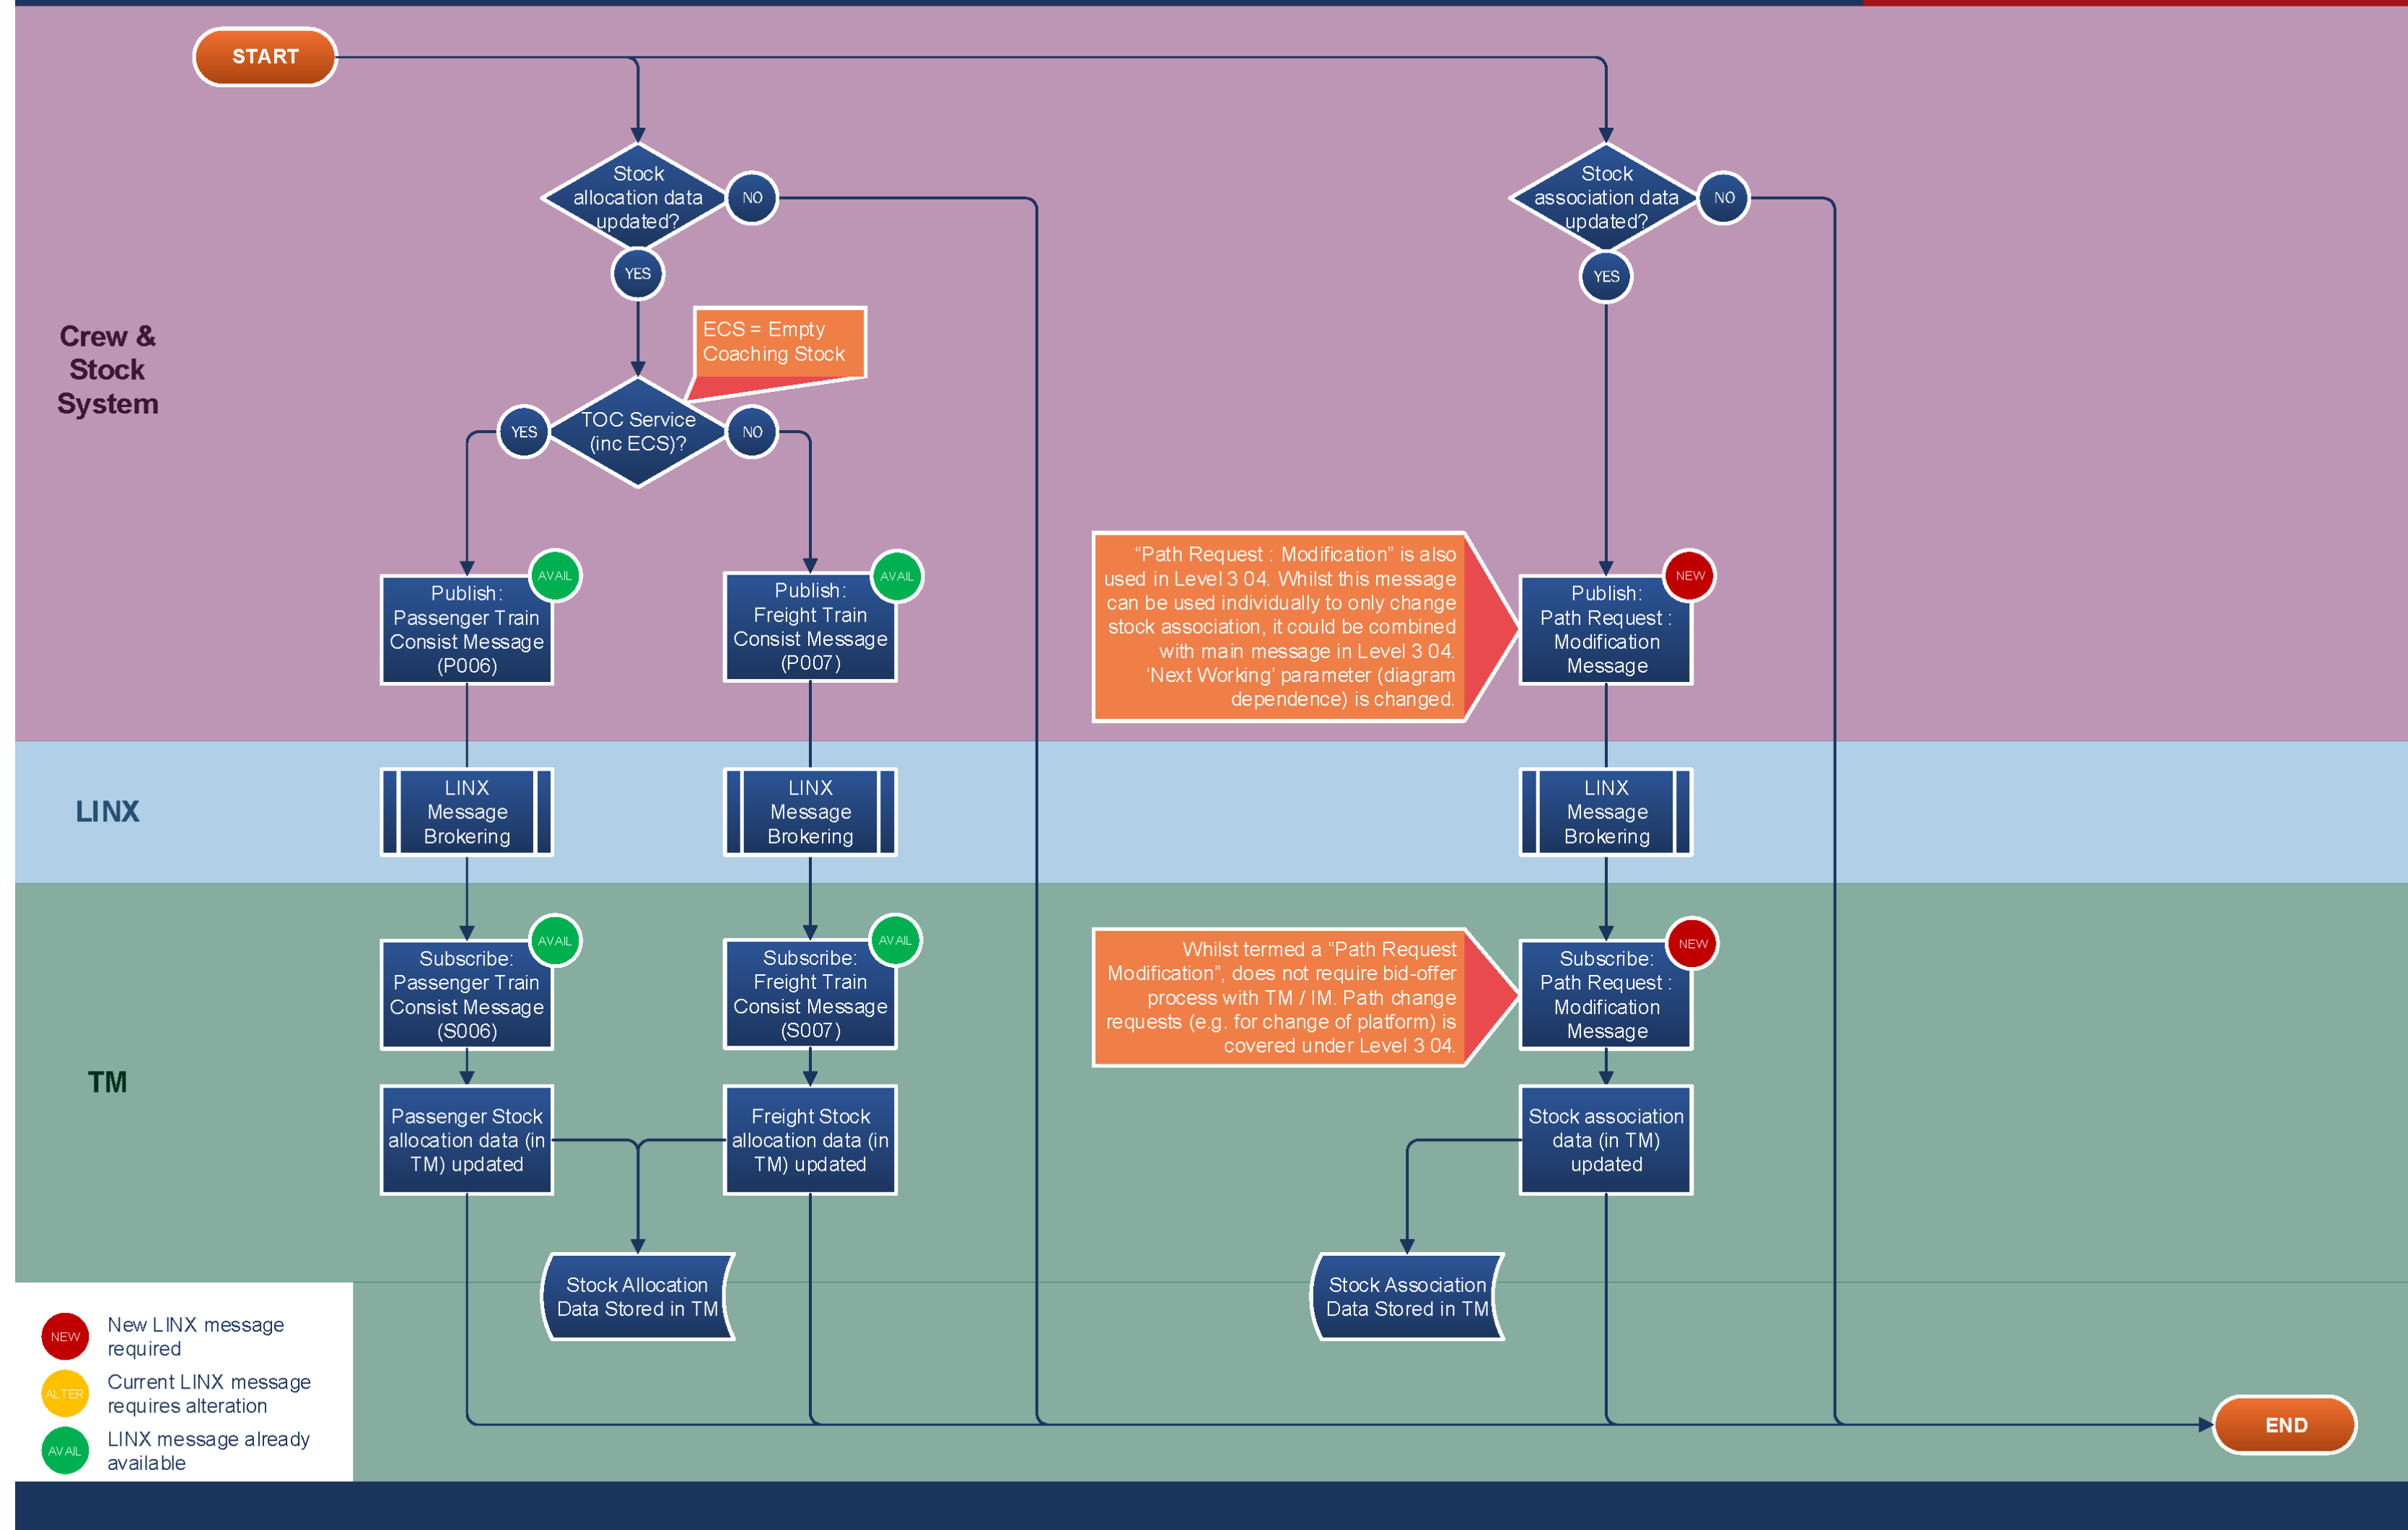 START
Stock
allocation data
updated?
NO
YES
Stock
association data
updated?
NO
YES
Crew &
Stock
System
ECS = Empty
Coaching Stock
TOC Service
(inc ECS)?
YES
NO
Publish:
Passenger Train
Consist Message
(P006)
AVAIL
Publish:
Freight Train
Consist Message
(P007)
AVAIL
“Path Request : Modification” is also
used in Level 3 04. Whilst this message
can be used individually to only change
stock association, it could be combined
with main message in Level 3 04.
‘Next Working’ parameter (diagram
dependence) is changed.
Publish:
Path Request :
Modification
Message
NEW
LINX
LINX
Message
Brokering
LINX
Message
Brokering
LINX
Message
Brokering
TM
Subscribe:
Passenger Train
Consist Message
(S006)
AVAIL
Subscribe:
Freight Train
Consist Message
(S007)
AVAIL
Whilst termed a “Path Request
Modification”, does not require bid-offer
process with TM / IM. Path change
requests (e.g. for change of platform) is
covered under Level 3 04.
Subscribe:
Path Request :
Modification
Message
NEW
Passenger Stock
allocation data (in
TM) updated
Freight Stock
allocation data (in
TM) updated
Stock association
data (in TM)
updated
Stock Allocation
Data Stored in TM
Stock Association
Data Stored in TM
NEW
New LINX message
required
ALTER
Current LINX message
requires alteration
AVAIL
LINX message already
available
END